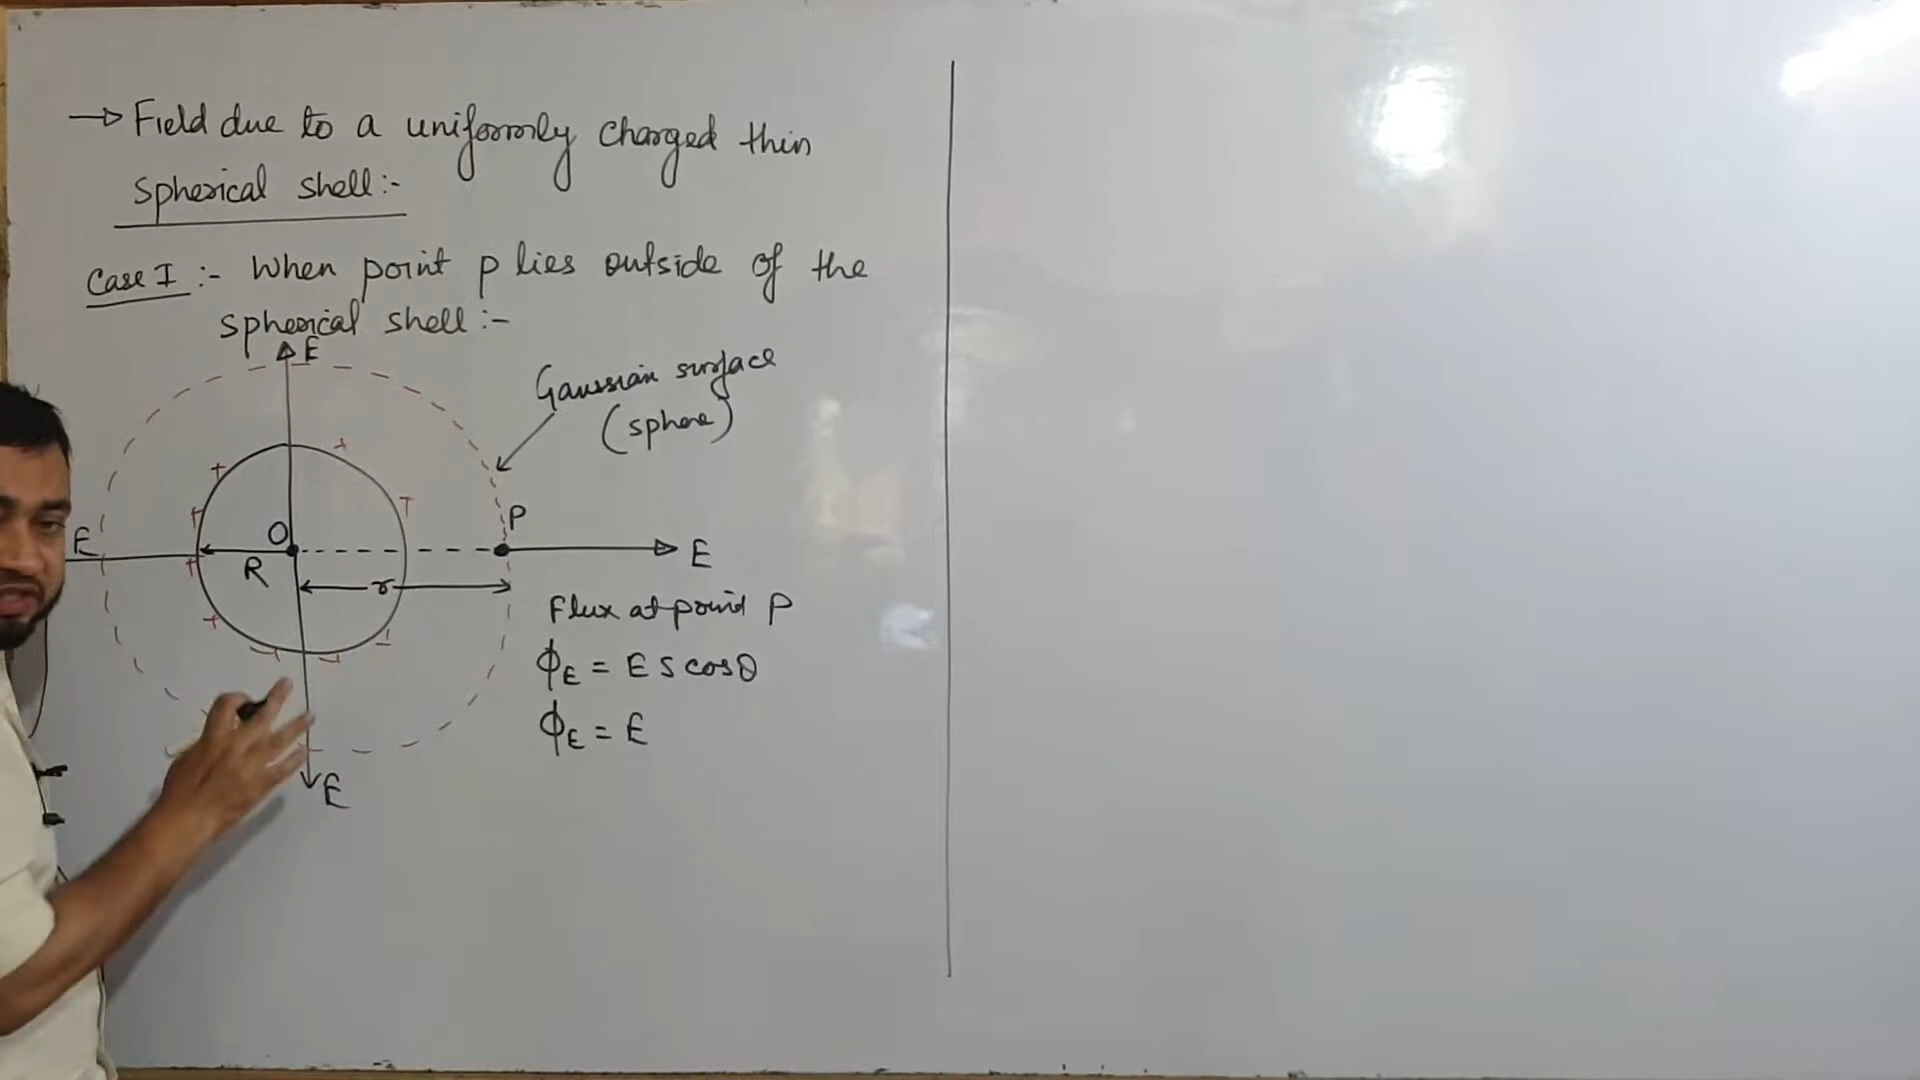 → Field due to a uniformly charged thin
spherical shell :-
Case I :- When point p lies outside of the
spherical shell :-
E
Gaussian surface
(sphere)
P
O
E
E
R
r
Flux at point P
ϕE = E S cosθ
ϕE = E
E